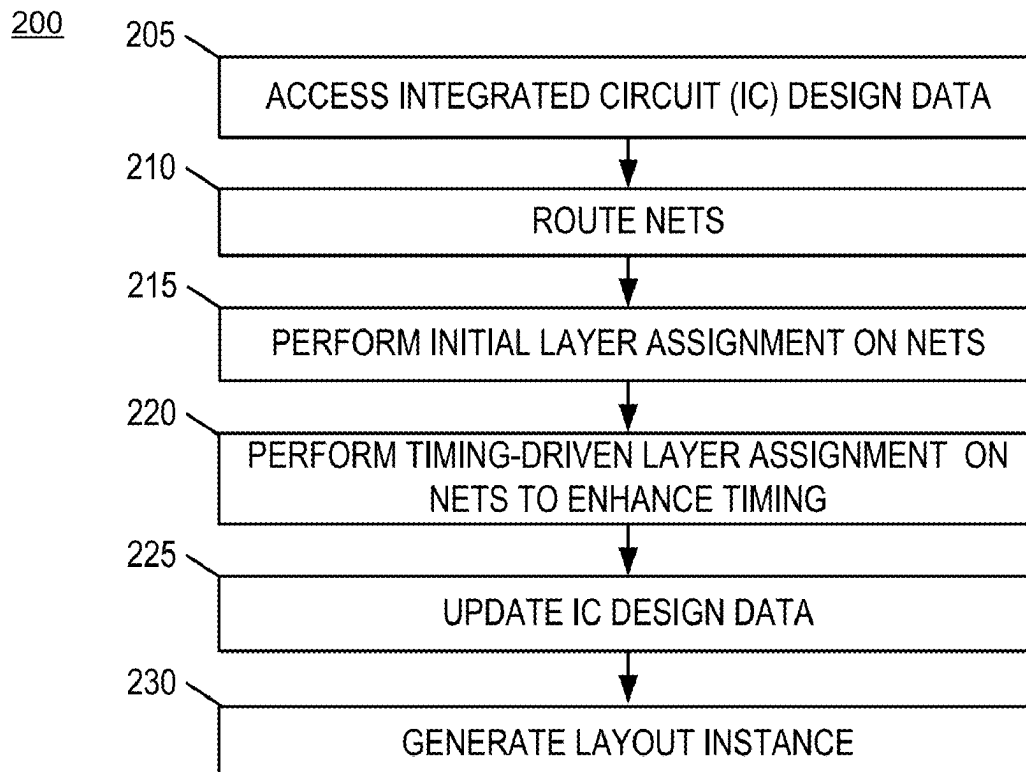 200
205
ACCESS INTEGRATED CIRCUIT (IC) DESIGN DATA
210
ROUTE NETS
215
PERFORM INITIAL LAYER ASSIGNMENT ON NETS
220
PERFORM TIMING-DRIVEN LAYER ASSIGNMENT ON
NETS TO ENHANCE TIMING
225
UPDATE IC DESIGN DATA
230
GENERATE LAYOUT INSTANCE